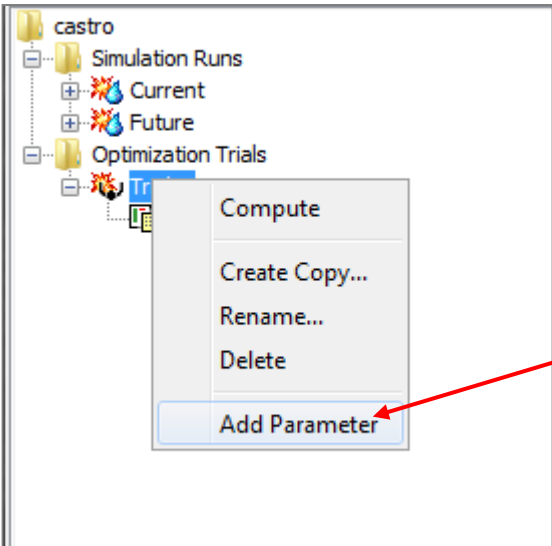 castro
Simulation Runs
Current
Future
Optimization Trials
Compute
Create Copy...
Rename...
Delete
Add Parameter